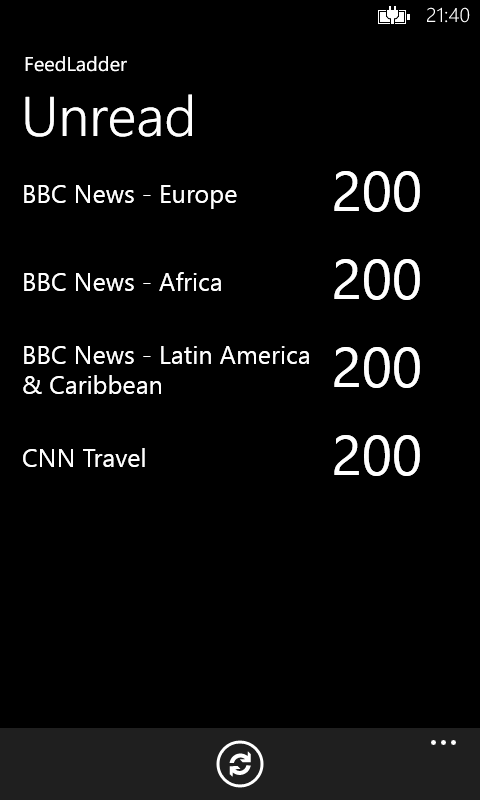 21:40
FeedLadder
Unread
BBC News - Europe 200
BBC News - Africa 200
BBC News - Latin America
& Caribbean 200
CNN Travel 200